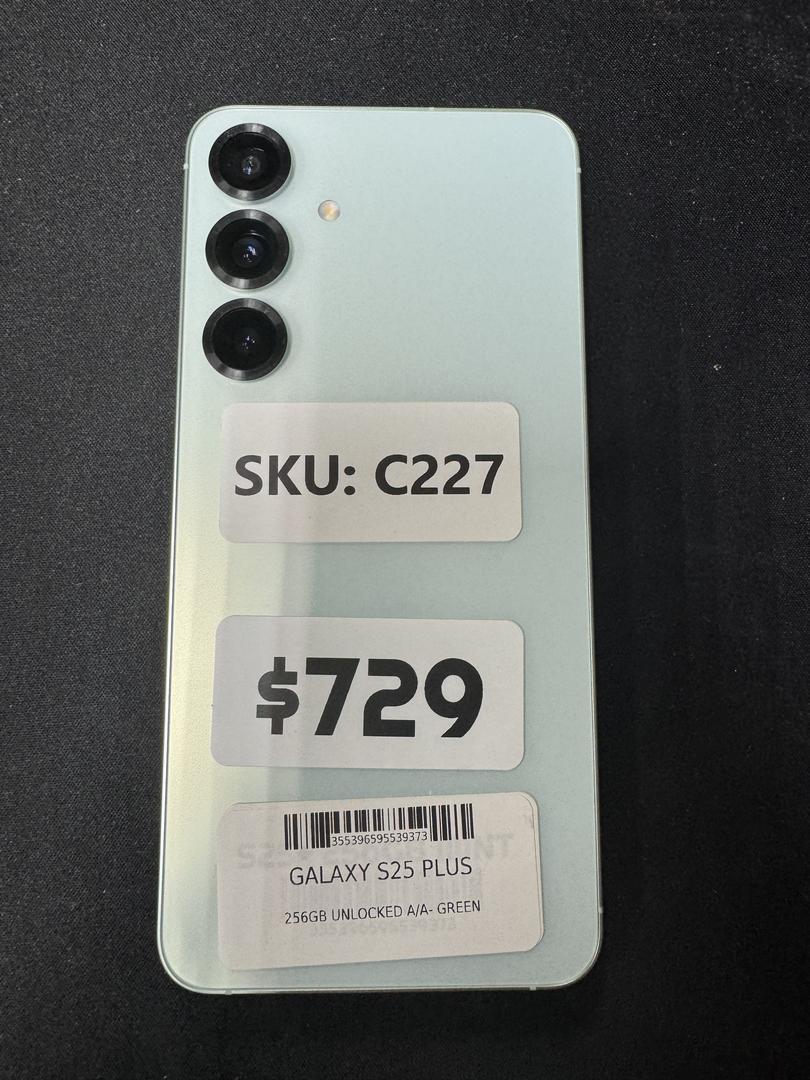 SKU: C227
$729
355396595539373
GALAXY S25 PLUS
256GB UNLOCKED A/A- GREEN